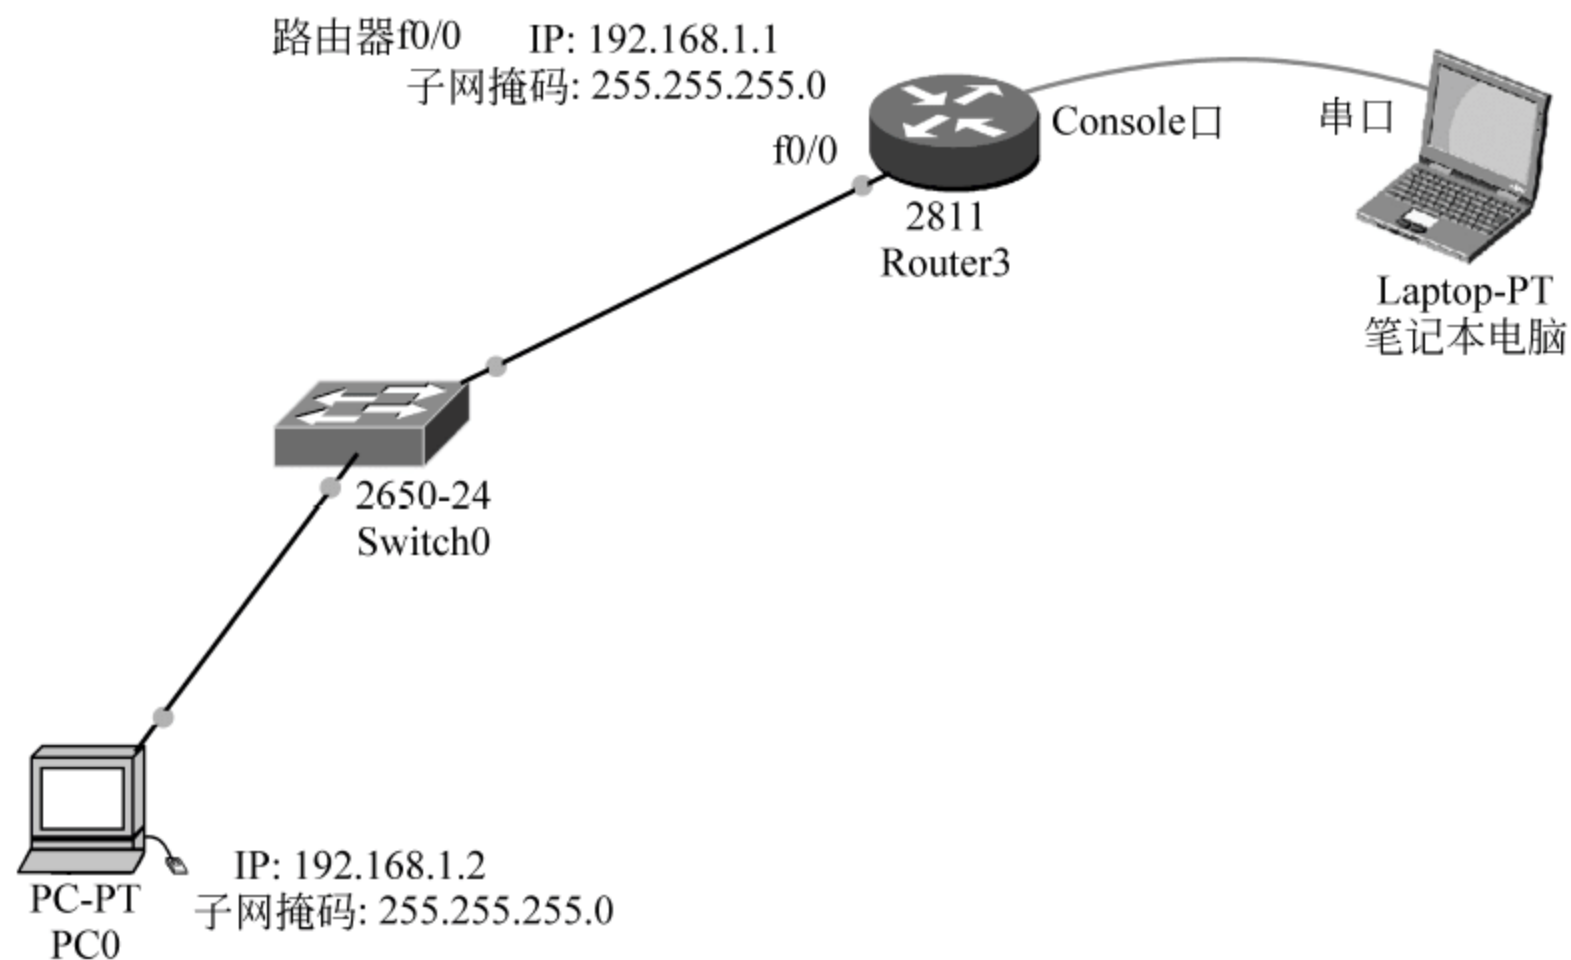 路由器f0/0 IP: 192.168.1.1
子网掩码: 255.255.255.0
f0/0
Console口
串口
2811
Router3
Laptop-PT
笔记本电脑
2650-24
Switch0
IP: 192.168.1.2
子网掩码: 255.255.255.0
PC-PT
PC0